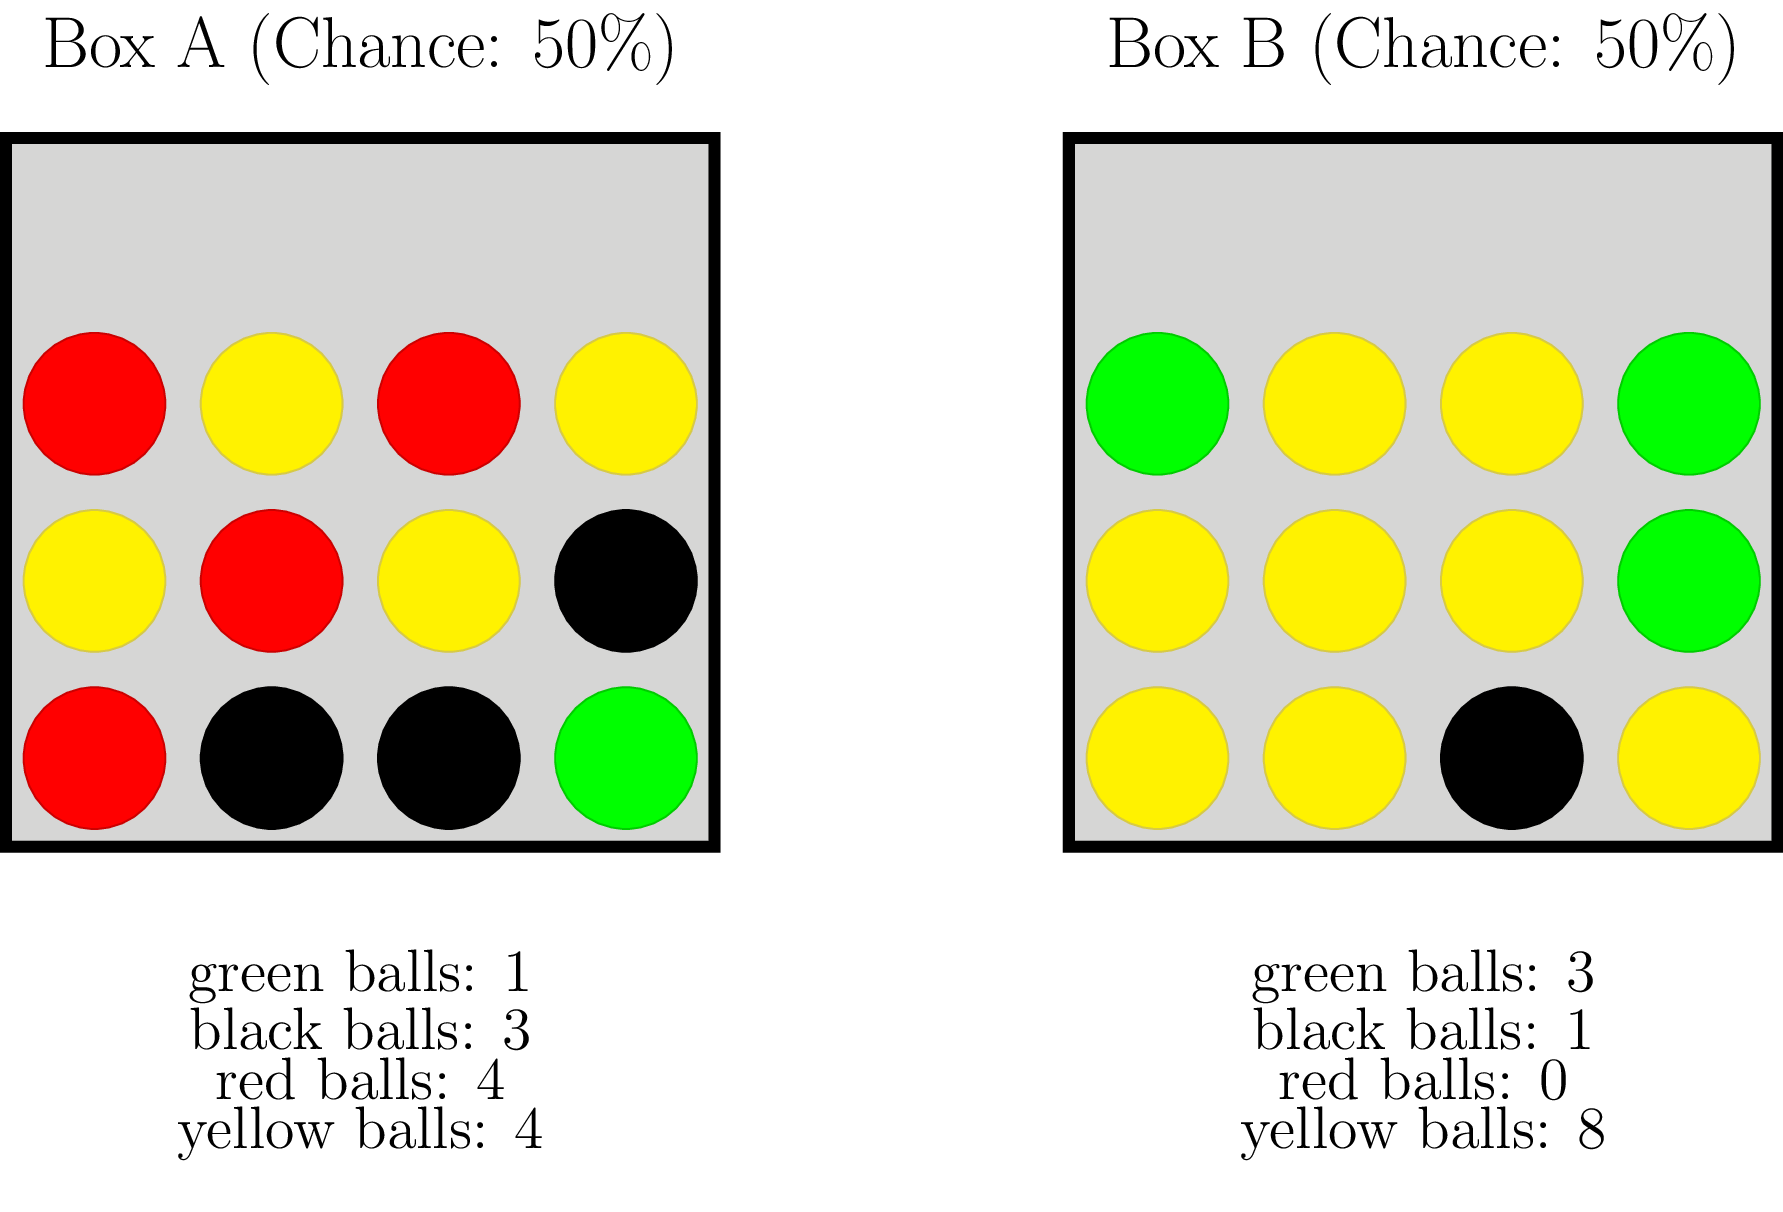 Box A (Chance: 50%)
Box B (Chance: 50%)
green balls: 1
black balls: 3
red balls: 4
yellow balls: 4
green balls: 3
black balls: 1
red balls: 0
yellow balls: 8